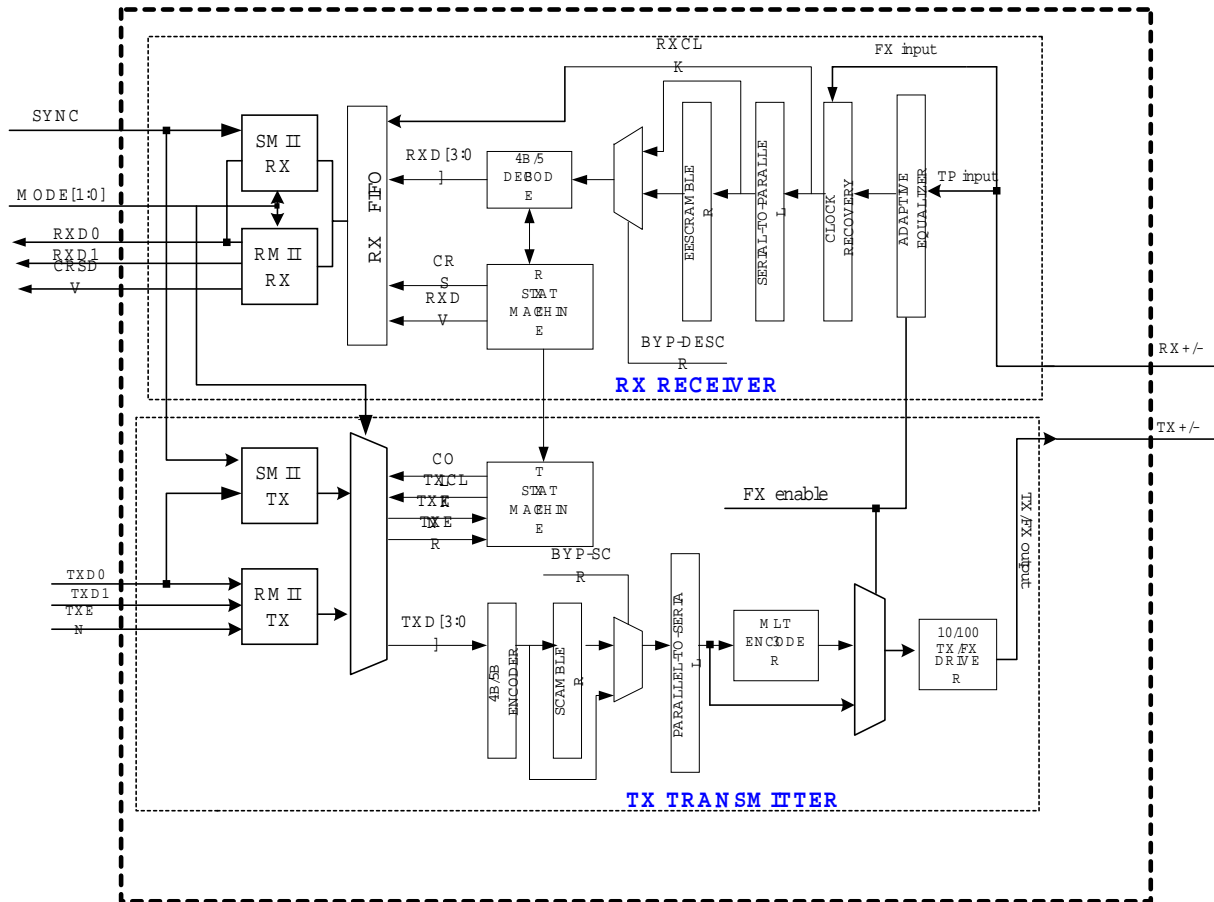 RXCL
K
FX input
SYNC
SMII
RX
MODE[1:0]
RXD0
RXD1
CRSD
V
RMII
RX
RX FIFO
RXD[3:0
]
4B/5
DECODE
E
CR
S
RXD
V
STAT
MACHIN
E
BYP-DESC
R
EESCRAMBLE
R
SERIAL-TO-PARALLE
L
CLOCK
RECOVERY
ADAPTIVE
EQUALIZER
TP input
RX RECEIVER
RX+/-
TX+/-
SMII
TX
CO
L
TXCL
TXE
TXE
R
STAT
MACHIN
E
FX enable
TX/FX output
BYP-SC
R
TXD0
TXD1
TXE
N
RMII
TX
TXD[3:0
]
4B/5B
ENCODER
SCAMBLE
R
PARALLEL-TO-SERIA
L
MLT
ENCODE
R
10/100
TX/FX
DRIVE
R
TX TRANSMITTER